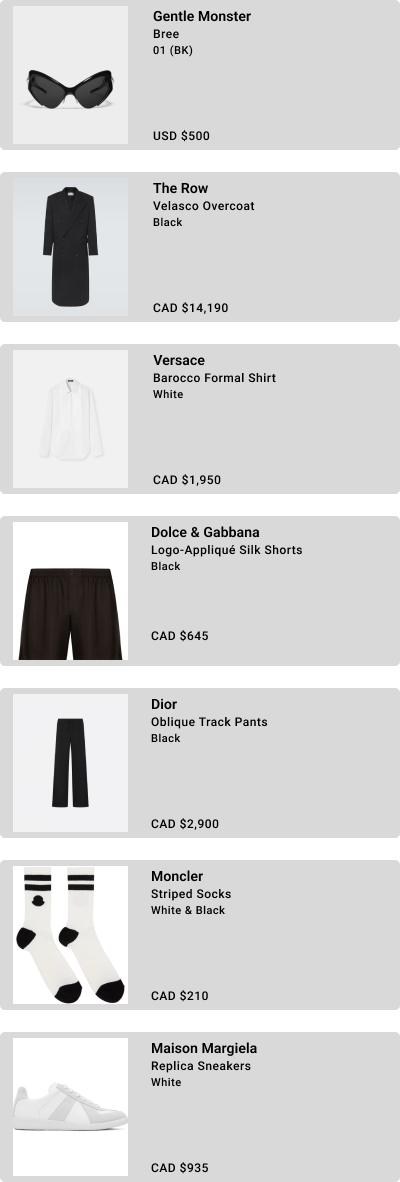 Gentle Monster
Bree
01 (BK)
USD $500
The Row
Velasco Overcoat
Black
CAD $14,190
Versace
Barocco Formal Shirt
White
CAD $1,950
Dolce & Gabbana
Logo-Appliqué Silk Shorts
Black
CAD $645
Dior
Oblique Track Pants
Black
CAD $2,900
Moncler
Striped Socks
White & Black
CAD $210
Maison Margiela
Replica Sneakers
White
CAD $935